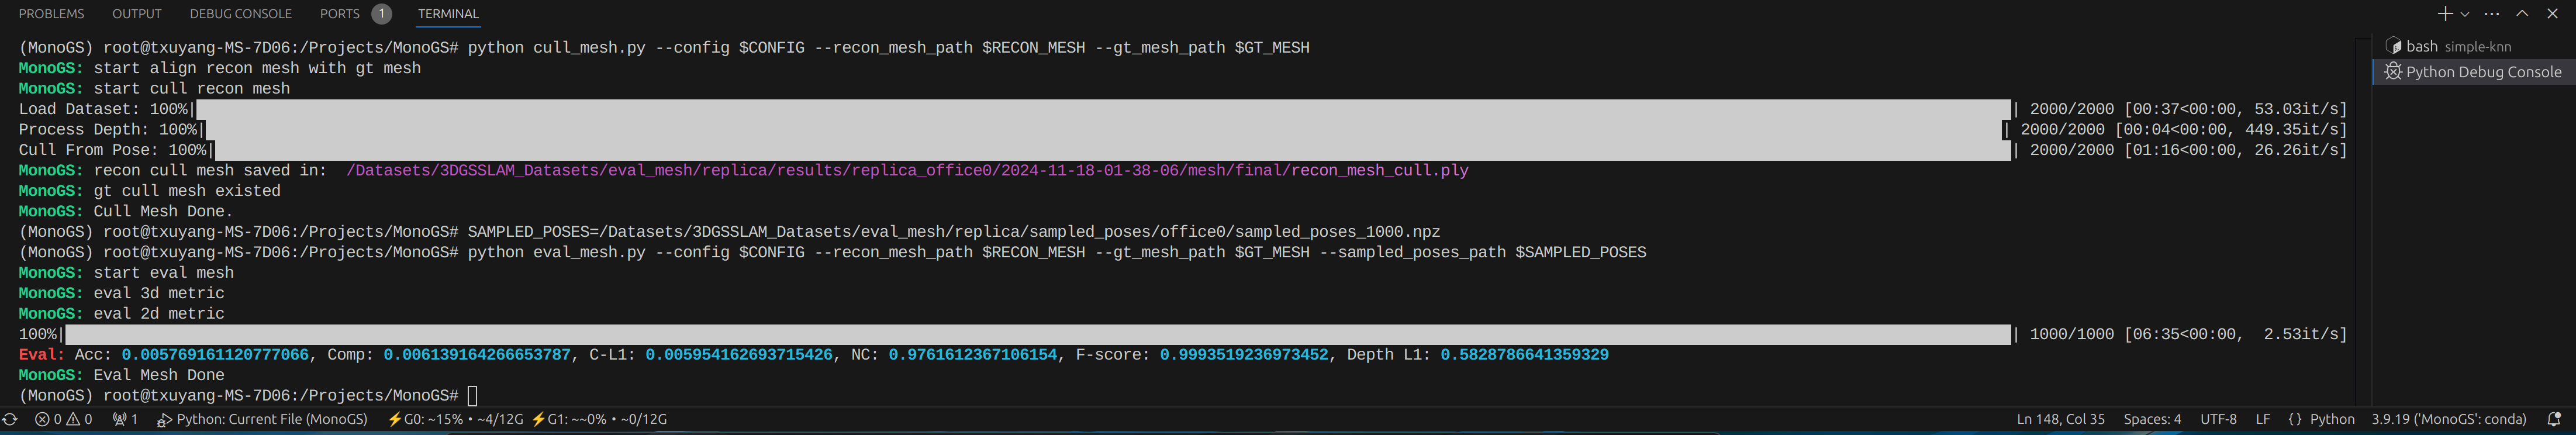 PROBLEMS OUTPUT DEBUG CONSOLE PORTS 1 TERMINAL
(MonoGS) root@txuyang-MS-7D06:/Projects/MonoGS# python cull_mesh.py --config $CONFIG --recon_mesh_path $RECON_MESH --gt_mesh_path $GT_MESH
bash simple-knn
MonoGS: start align recon mesh with gt mesh
Python Debug Console
MonoGS: start cull recon mesh
Load Dataset: 100%| | 2000/2000 [00:37<00:00, 53.03it/s]
Process Depth: 100%| | 2000/2000 [00:04<00:00, 449.35it/s]
Cull From Pose: 100%| | 2000/2000 [01:16<00:00, 26.26it/s]
MonoGS: recon cull mesh saved in: /Datasets/3DGSSLAM_Datasets/eval_mesh/replica/results/replica_office0/2024-11-18-01-38-06/mesh/final/recon_mesh_cull.ply
MonoGS: gt cull mesh existed
MonoGS: Cull Mesh Done.
(MonoGS) root@txuyang-MS-7D06:/Projects/MonoGS# SAMPLED_POSES=/Datasets/3DGSSLAM_Datasets/eval_mesh/replica/sampled_poses/office0/sampled_poses_1000.npz
(MonoGS) root@txuyang-MS-7D06:/Projects/MonoGS# python eval_mesh.py --config $CONFIG --recon_mesh_path $RECON_MESH --gt_mesh_path $GT_MESH --sampled_poses_path $SAMPLED_POSES
MonoGS: start eval mesh
MonoGS: eval 3d metric
MonoGS: eval 2d metric
100%| | 1000/1000 [06:35<00:00, 2.53it/s]
Eval: Acc: 0.005769161120777066, Comp: 0.006139164266653787, C-L1: 0.005954162693715426, NC: 0.9761612367106154, F-score: 0.9993519236973452, Depth L1: 0.5828786641359329
MonoGS: Eval Mesh Done
(MonoGS) root@txuyang-MS-7D06:/Projects/MonoGS#
0 0 1 Python: Current File (MonoGS) ⚡G0: ~15% • ~4/12G ⚡G1: ~~0% • ~0/12G Ln 148, Col 35 Spaces: 4 UTF-8 LF {} Python 3.9.19 ('MonoGS': conda)